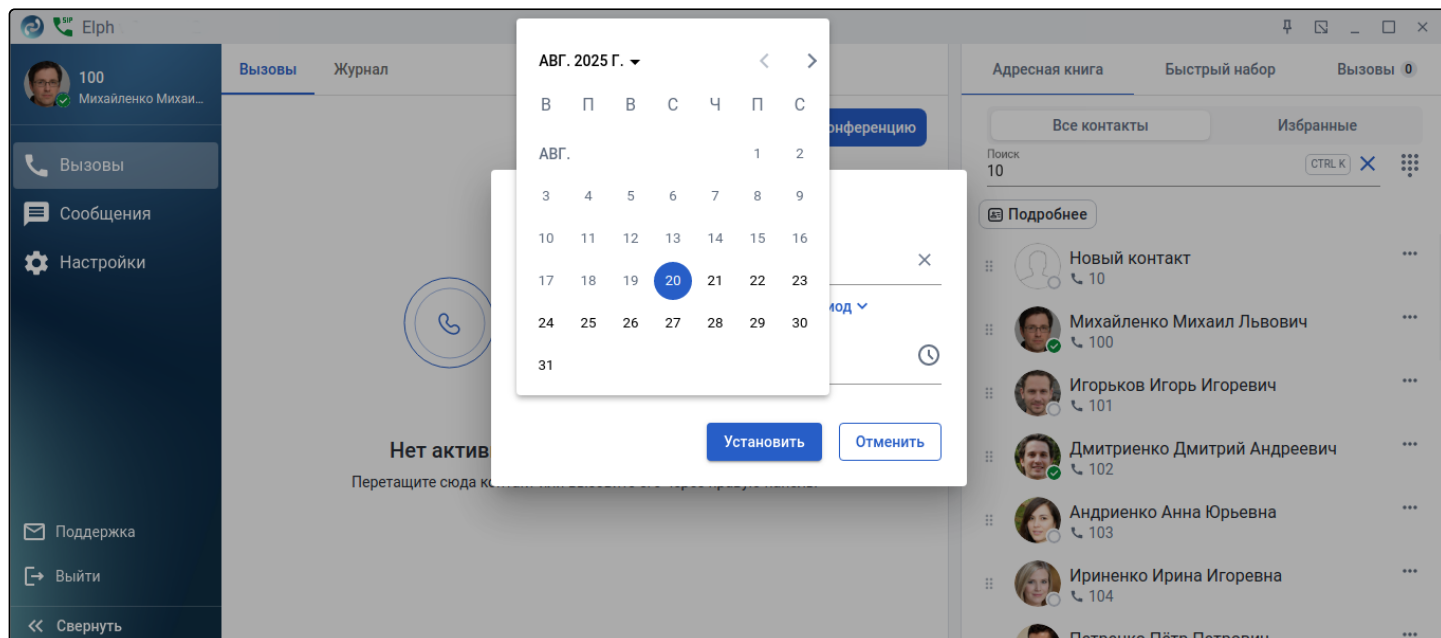 SIP
Elph
100
Михайленко Михаи...
Вызовы
Сообщения
Настройки
Поддержка
Выйти
Свернуть
Вызовы Журнал
онференцию
АВГ. 2025 Г.
В П В С Ч П С
АВГ. 1 2
3 4 5 6 7 8 9
10 11 12 13 14 15 16
17 18 19 20 21 22 23
24 25 26 27 28 29 30
31
иод
Установить Отменить
Нет актив
Перетащите сюда
Адресная книга Быстрый набор Вызовы 0
Все контакты Избранные
Поиск
10 CTRL K
Подробнее
Новый контакт
10
Михайленко Михаил Львович
100
Игорьков Игорь Игоревич
101
Дмитриенко Дмитрий Андреевич
102
Андриенко Анна Юрьевна
103
Ириненко Ирина Игоревна
104